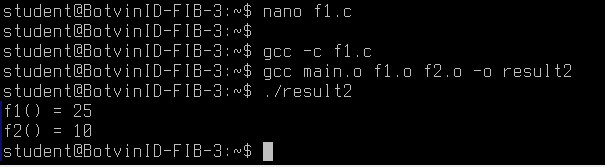 student@BotvinID-FIB-3:~$ nano f1.c
student@BotvinID-FIB-3:~$
student@BotvinID-FIB-3:~$ gcc -c f1.c
student@BotvinID-FIB-3:~$ gcc main.o f1.o f2.o -o result2
student@BotvinID-FIB-3:~$ ./result2
f1() = 25
f2() = 10
student@BotvinID-FIB-3:~$